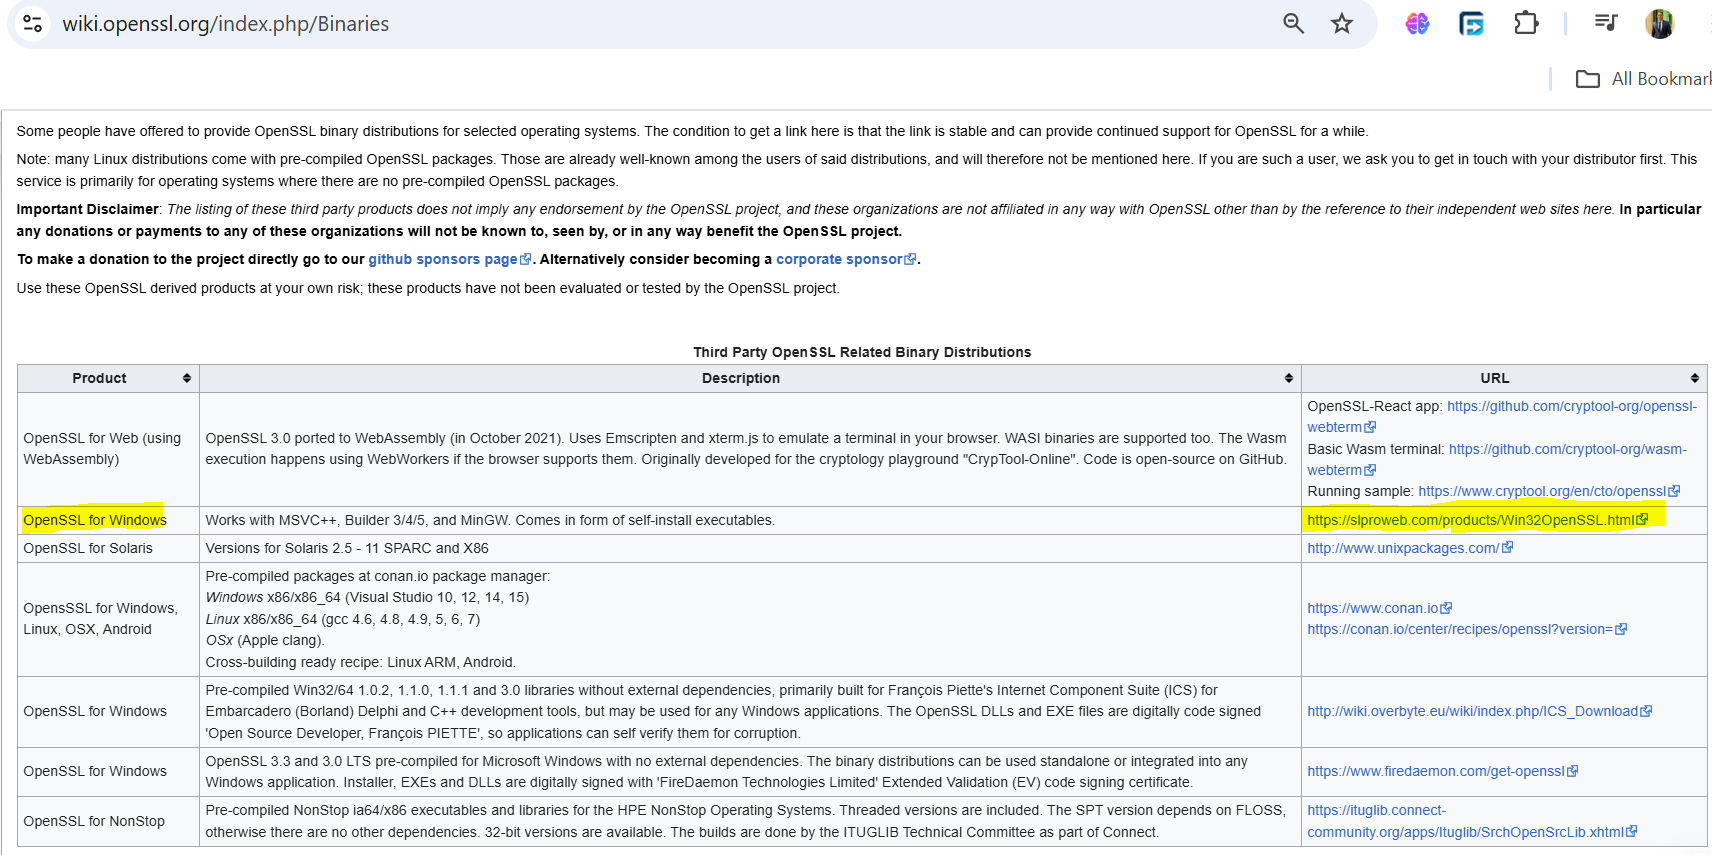 wiki.openssl.org/index.php/Binaries
All Bookmark
Some people have offered to provide OpenSSL binary distributions for selected operating systems. The condition to get a link here is that the link is stable and can provide continued support for OpenSSL for a while.
Note: many Linux distributions come with pre-compiled OpenSSL packages. Those are already well-known among the users of said distributions, and will therefore not be mentioned here. If you are such a user, we ask you to get in touch with your distributor first. This
service is primarily for operating systems where there are no pre-compiled OpenSSL packages.
Important Disclaimer: The listing of these third party products does not imply any endorsement by the OpenSSL project, and these organizations are not affiliated in any way with OpenSSL other than by the reference to their independent web sites here. In particular
any donations or payments to any of these organizations will not be known to, seen by, or in any way benefit the OpenSSL project.
To make a donation to the project directly go to our github sponsors page. Alternatively consider becoming a corporate sponsor.
Use these OpenSSL derived products at your own risk; these products have not been evaluated or tested by the OpenSSL project.
Third Party OpenSSL Related Binary Distributions
Product Description URL
OpenSSL for Web (using
WebAssembly)
OpenSSL 3.0 ported to WebAssembly (in October 2021). Uses Emscripten and xterm.js to emulate a terminal in your browser. WASI binaries are supported too. The Wasm
execution happens using WebWorkers if the browser supports them. Originally developed for the cryptology playground "CrypTool-Online". Code is open-source on GitHub.
OpenSSL-React app: https://github.com/cryptool-org/openssl-
webterm
Basic Wasm terminal: https://github.com/cryptool-org/wasm-
webterm
Running sample: https://www.cryptool.org/en/cto/openssl
OpenSSL for Windows
Works with MSVC++, Builder 3/4/5, and MinGW. Comes in form of self-install executables.
https://slproweb.com/products/Win32OpenSSL.html
OpenSSL for Solaris
Versions for Solaris 2.5 - 11 SPARC and X86
http://www.unixpackages.com/
OpensSSL for Windows,
Linux, OSX, Android
Pre-compiled packages at conan.io package manager:
Windows x86/x86_64 (Visual Studio 10, 12, 14, 15)
Linux x86/x86_64 (gcc 4.6, 4.8, 4.9, 5, 6, 7)
OSx (Apple clang).
Cross-building ready recipe: Linux ARM, Android.
https://www.conan.io
https://conan.io/center/recipes/openssl?version=
OpenSSL for Windows
Pre-compiled Win32/64 1.0.2, 1.1.0, 1.1.1 and 3.0 libraries without external dependencies, primarily built for François Piette's Internet Component Suite (ICS) for
Embarcadero (Borland) Delphi and C++ development tools, but may be used for any Windows applications. The OpenSSL DLLs and EXE files are digitally code signed
'Open Source Developer, François PIETTE', so applications can self verify them for corruption.
http://wiki.overbyte.eu/wiki/index.php/ICS_Download
OpenSSL for Windows
OpenSSL 3.3 and 3.0 LTS pre-compiled for Microsoft Windows with no external dependencies. The binary distributions can be used standalone or integrated into any
Windows application. Installer, EXEs and DLLs are digitally signed with 'FireDaemon Technologies Limited' Extended Validation (EV) code signing certificate.
https://www.firedaemon.com/get-openssl
OpenSSL for NonStop
Pre-compiled NonStop ia64/x86 executables and libraries for the HPE NonStop Operating Systems. Threaded versions are included. The SPT version depends on FLOSS,
otherwise there are no other dependencies. 32-bit versions are available. The builds are done by the ITUGLIB Technical Committee as part of Connect.
https://ituglib.connect-
community.org/apps/Ituglib/SrchOpenSrcLib.xhtml